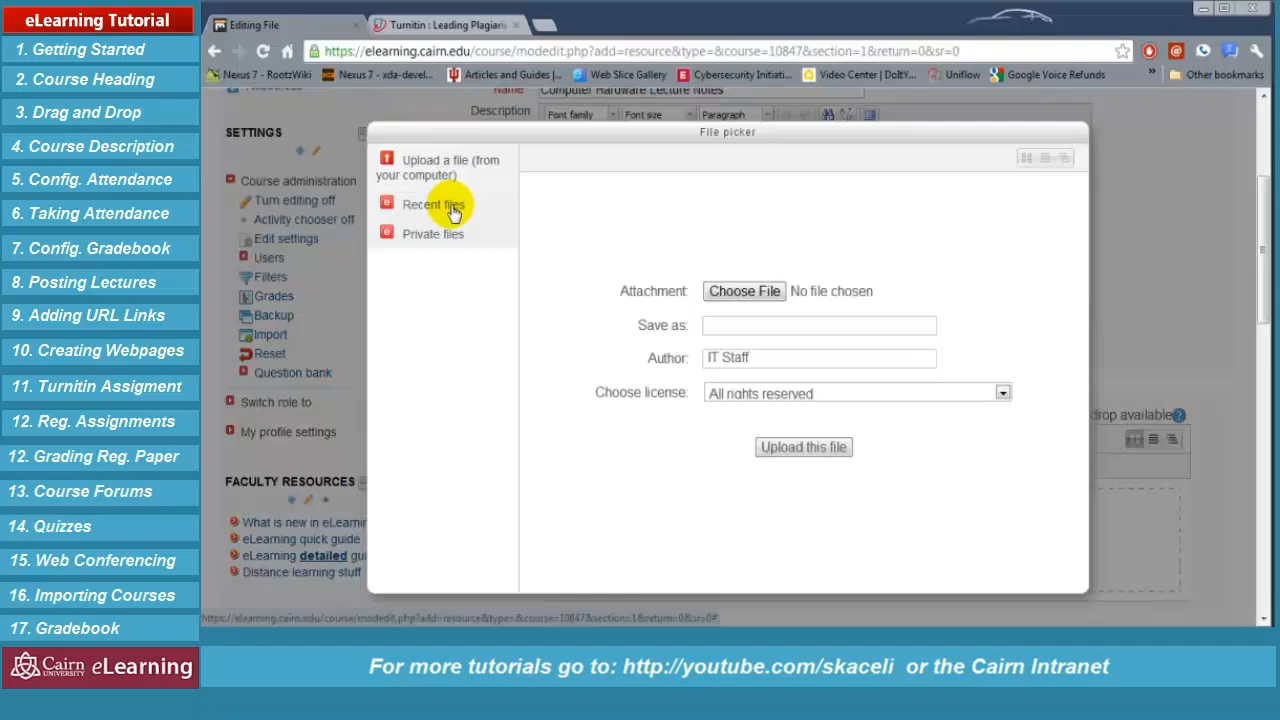 eLearning Tutorial
1. Getting Started
2. Course Heading
3. Drag and Drop
4. Course Description
5. Config. Attendance
6. Taking Attendance
7. Config. Gradebook
8. Posting Lectures
9. Adding URL Links
10. Creating Webpages
11. Turnitin Assigment
12. Reg. Assignments
12. Grading Reg. Paper
13. Course Forums
14. Quizzes
15. Web Conferencing
16. Importing Courses
17. Gradebook
Cairn UNIVERSITY eLearning
Editing File
Turnitin : Leading Plagiaris
https://elearning.cairn.edu/course/modedit.php?add=resource&type=&course=10847&section=1&return=0&sr=0
Nexus 7 - RootzWiki
Nexus 7 - xda-devel...
Articles and Guides |...
Web Slice Gallery
Cybersecurity Initiati...
Video Center | DoITY...
Uniflow
Google Voice Refunds
»
Other bookmarks
Name
Computer Hardware Lecture Notes
Description
Font family
Font size
Paragraph
SETTINGS
Course administration
Turn editing off
Activity chooser off
Edit settings
Users
Filters
Grades
Backup
Import
Reset
Question bank
Switch role to
My profile settings
FACULTY RESOURCES
What is new in eLearnin
eLearning quick guide
eLearning detailed gu
Distance learning stuff
File picker
Upload a file (from
your computer)
Recent files
Private files
Attachment:
Choose File
No file chosen
Save as:
Author:
IT Staff
Choose license:
All rights reserved
Upload this file
drop available
https://elearning.cairn.edu/course/modedit.php?add=resource&type=&course=10847&section=1&return=0&sr=0#
For more tutorials go to: http://youtube.com/skaceli or the Cairn Intranet